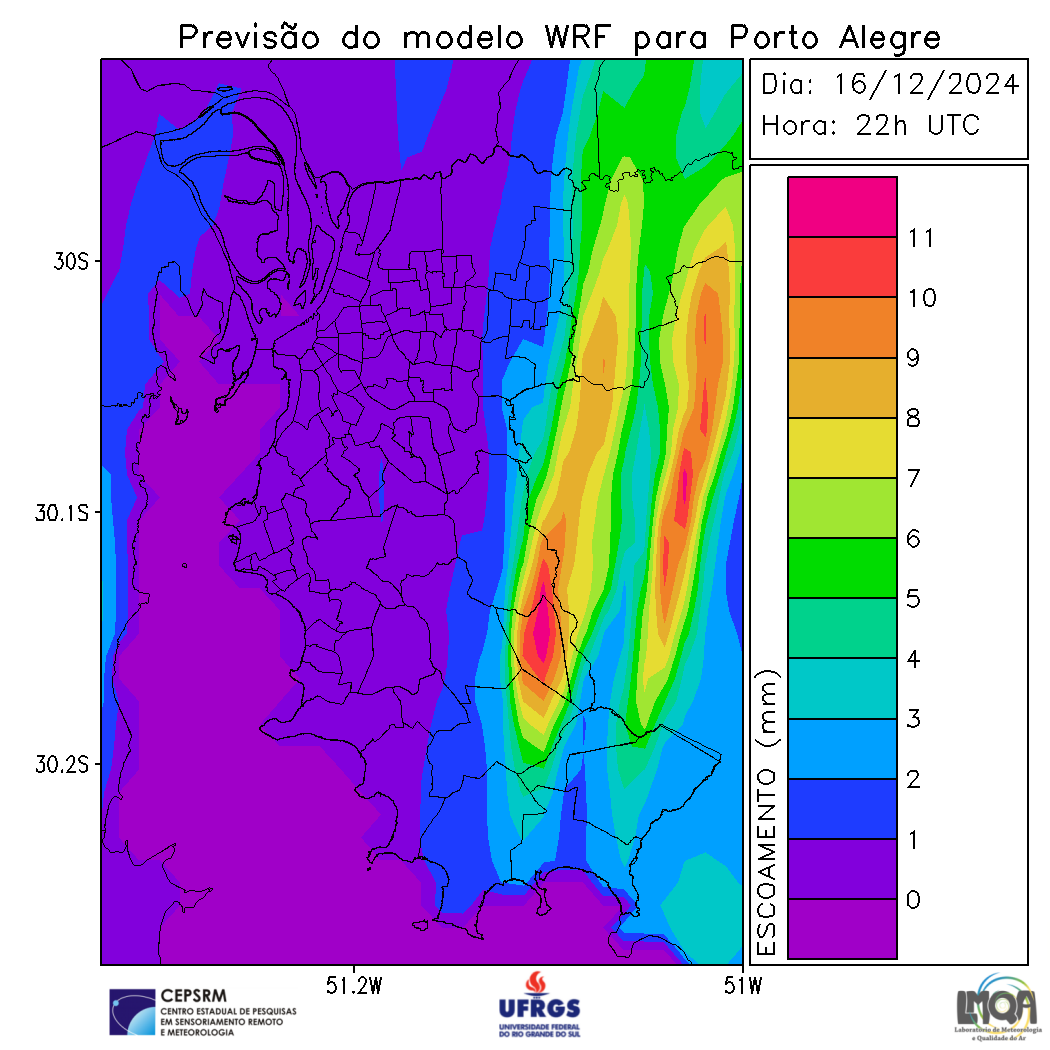 Previsão do modelo WRF para Porto Alegre
Dia: 16/12/2024
Hora: 22h UTC
30S
30.1S
30.2S
51.2W
51W
ESCOAMENTO (mm)
11
10
9
8
7
6
5
4
3
2
1
0
CEPSRM
CENTRO ESTADUAL DE PESQUISAS
EM SENSORIAMENTO REMOTO
E METEOROLOGIA
UFRGS
UNIVERSIDADE FEDERAL
DO RIO GRANDE DO SUL
LMQA
Laboratório de Meteorologia
e Qualidade do Ar